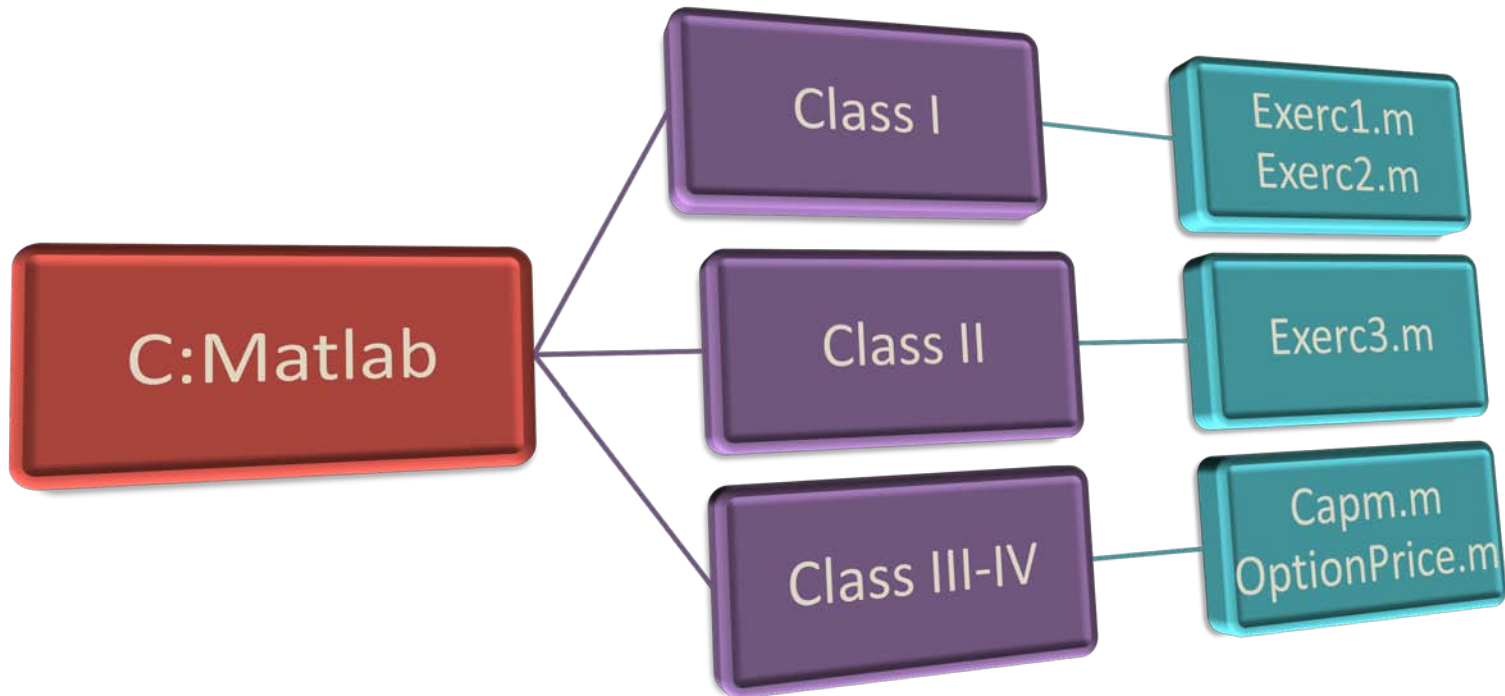 C:Matlab
Class I
Exerc1.m
Exerc2.m
Class II
Exerc3.m
Class III-IV
Capm.m
OptionPrice.m